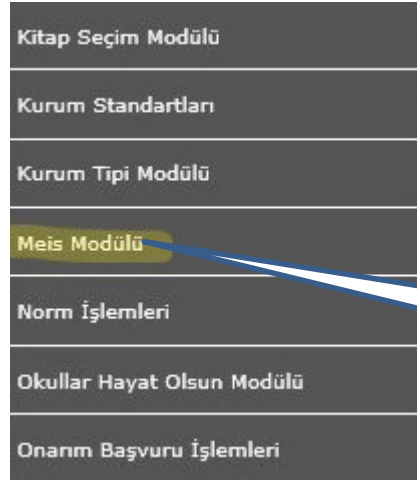 Kitap Seçim Modülü
Kurum Standartları
Kurum Tipi Modülü
Meis Modülü
Norm İşlemleri
Okullar Hayat Olsun Modülü
Onarım Başvuru İşlemleri